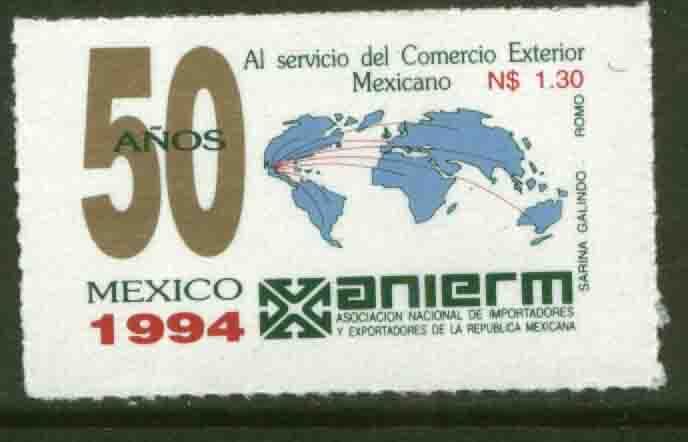 50
AÑOS
Al servicio del Comercio Exterior
Mexicano N$ 1.30
SARINA GALINDO ROMO
MEXICO
1994
anierm
ASOCIACION NACIONAL DE IMPORTADORES
Y EXPORTADORES DE LA REPUBLICA MEXICANA